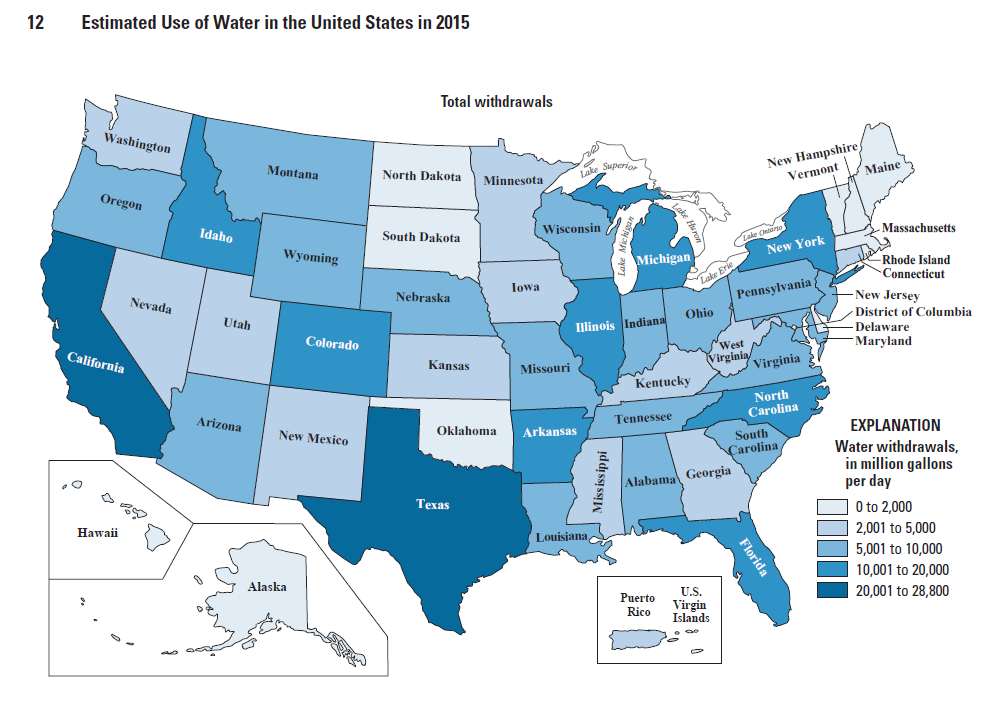 12 Estimated Use of Water in the United States in 2015
Total withdrawals
Washington
Oregon
Idaho
Montana
Wyoming
North Dakota
South Dakota
Minnesota
Nebraska
Iowa
Wisconsin
Lake Superior
Lake Michigan
Lake Huron
Michigan
Lake Erie
Lake Ontario
New York
New Hampshire
Vermont
Maine
Massachusetts
Rhode Island
Connecticut
New Jersey
District of Columbia
Delaware
Maryland
Pennsylvania
Ohio
Indiana
Illinois
West
Virginia
Virginia
Kentucky
Missouri
Kansas
Colorado
Utah
Nevada
California
Arizona
New Mexico
Oklahoma
Arkansas
Tennessee
North
Carolina
South
Carolina
Georgia
Alabama
Mississippi
Louisiana
Texas
Florida
Hawaii
Alaska
Puerto
Rico
U.S.
Virgin
Islands
EXPLANATION
Water withdrawals,
in million gallons
per day
0 to 2,000
2,001 to 5,000
5,001 to 10,000
10,001 to 20,000
20,001 to 28,800